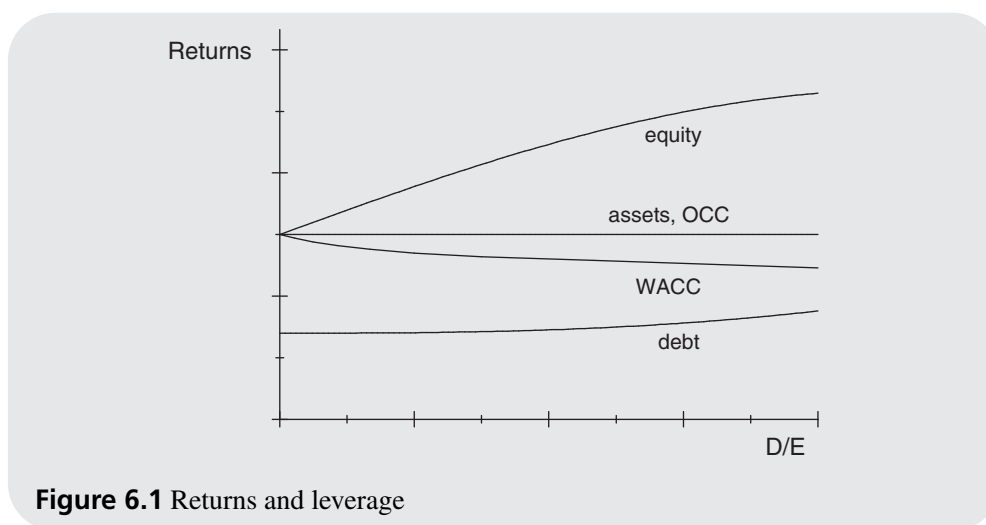 Returns
equity
assets, OCC
WACC
debt
D/E
Figure 6.1 Returns and leverage